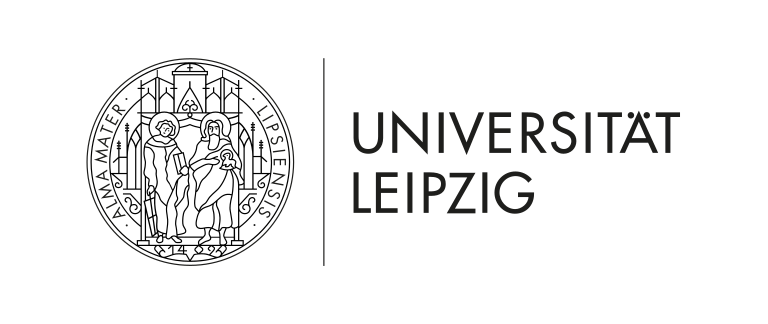 · ALMA MATER · LIPSIENSIS ·
1409
UNIVERSITÄT
LEIPZIG